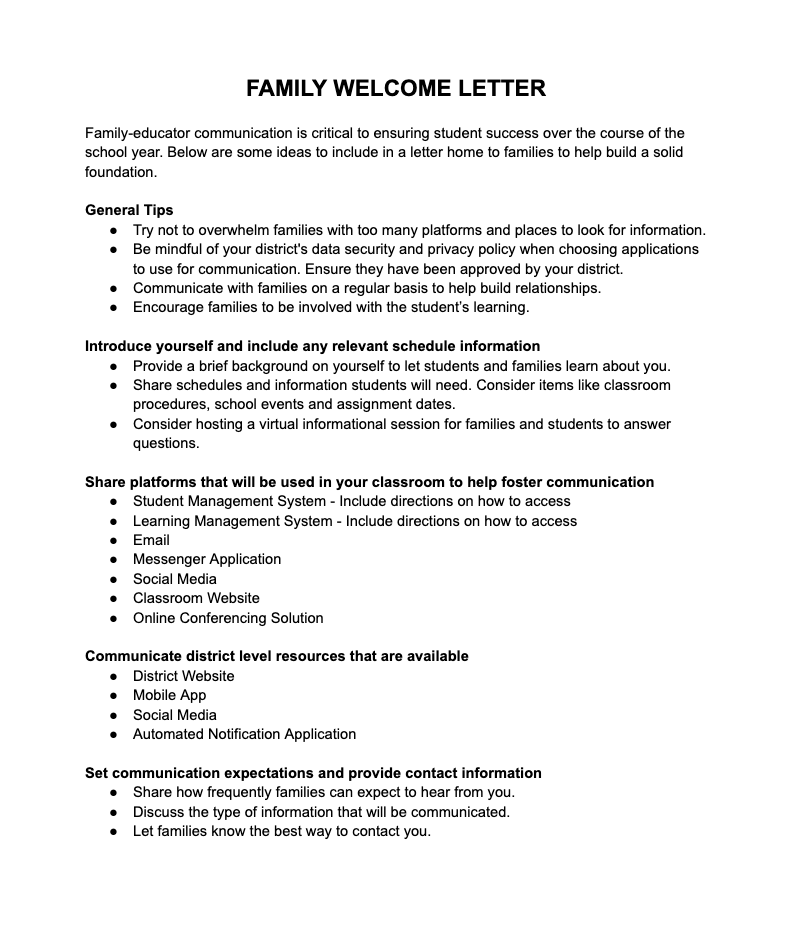 FAMILY WELCOME LETTER
Family-educator communication is critical to ensuring student success over the course of the
school year. Below are some ideas to include in a letter home to families to help build a solid
foundation.
General Tips
● Try not to overwhelm families with too many platforms and places to look for information.
● Be mindful of your district's data security and privacy policy when choosing applications
to use for communication. Ensure they have been approved by your district.
● Communicate with families on a regular basis to help build relationships.
● Encourage families to be involved with the student’s learning.
Introduce yourself and include any relevant schedule information
● Provide a brief background on yourself to let students and families learn about you.
● Share schedules and information students will need. Consider items like classroom
procedures, school events and assignment dates.
● Consider hosting a virtual informational session for families and students to answer
questions.
Share platforms that will be used in your classroom to help foster communication
● Student Management System - Include directions on how to access
● Learning Management System - Include directions on how to access
● Email
● Messenger Application
● Social Media
● Classroom Website
● Online Conferencing Solution
Communicate district level resources that are available
● District Website
● Mobile App
● Social Media
● Automated Notification Application
Set communication expectations and provide contact information
● Share how frequently families can expect to hear from you.
● Discuss the type of information that will be communicated.
● Let families know the best way to contact you.